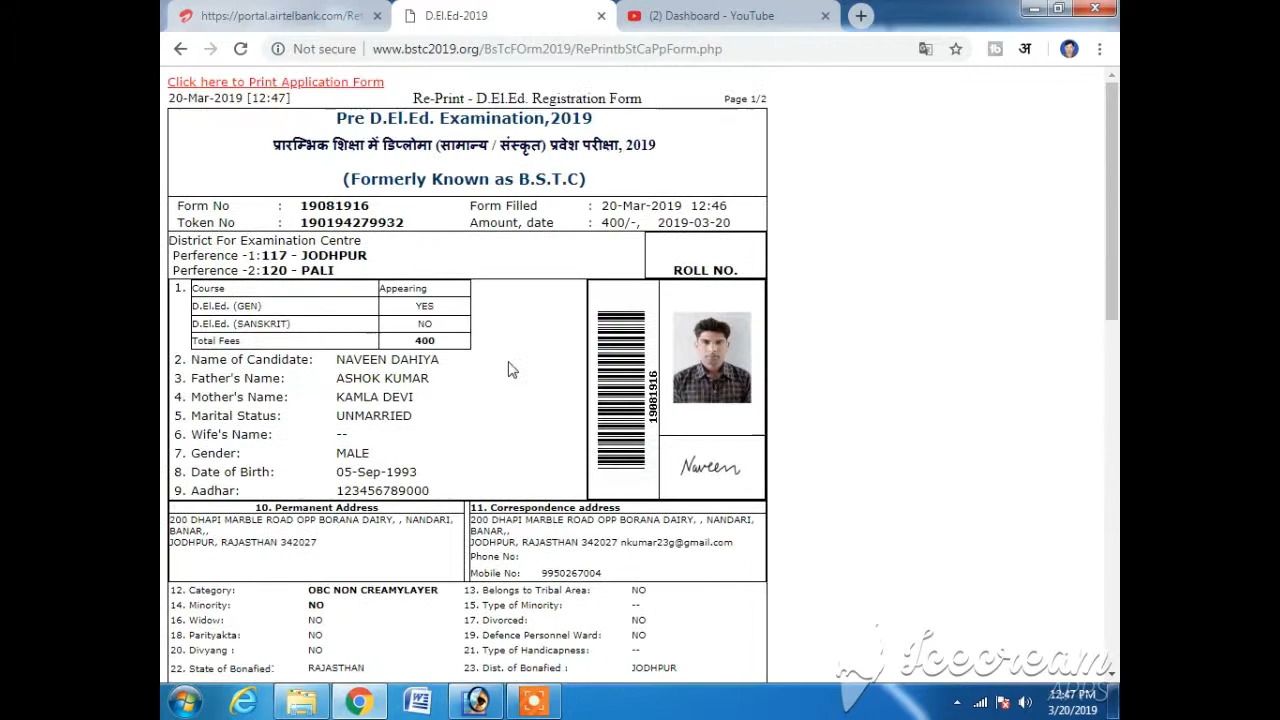 https://portal.airtelbank.com/Ret
D.El.Ed-2019
(2) Dashboard - YouTube
Not secure
www.bstc2019.org/BsTcFOrm2019/RePrintbStCaPpForm.php
अ
Click here to Print Application Form
20-Mar-2019 [12:47] Re-Print - D.El.Ed. Registration Form Page 1/2
Pre D.El.Ed. Examination,2019
प्रारम्भिक शिक्षा में डिप्लोमा (सामान्य / संस्कृत) प्रवेश परीक्षा, 2019
(Formerly Known as B.S.T.C)
Form No : 19081916 Form Filled : 20-Mar-2019 12:46
Token No : 190194279932 Amount, date : 400/-, 2019-03-20
District For Examination Centre
Perference -1:117 - JODHPUR
Perference -2:120 - PALI
ROLL NO.
1. Course Appearing
D.El.Ed. (GEN) YES
D.El.Ed. (SANSKRIT) NO
Total Fees 400
2. Name of Candidate: NAVEEN DAHIYA
3. Father's Name: ASHOK KUMAR
4. Mother's Name: KAMLA DEVI
5. Marital Status: UNMARRIED
6. Wife's Name: --
7. Gender: MALE
8. Date of Birth: 05-Sep-1993
9. Aadhar: 123456789000
19081916
Naveen
10. Permanent Address
200 DHAPI MARBLE ROAD OPP BORANA DAIRY, , NANDARI,
BANAR,,
JODHPUR, RAJASTHAN 342027
11. Correspondence address
200 DHAPI MARBLE ROAD OPP BORANA DAIRY, , NANDARI,
BANAR,,
JODHPUR, RAJASTHAN 342027 nkumar23g@gmail.com
Phone No:
Mobile No: 9950267004
12. Category: OBC NON CREAMYLAYER 13. Belongs to Tribal Area: NO
14. Minority: NO 15. Type of Minority: --
16. Widow: NO 17. Divorced: NO
18. Parityakta: NO 19. Defence Personnel Ward: NO
20. Divyang : NO 21. Type of Handicapness: --
22. State of Bonafied: RAJASTHAN 23. Dist. of Bonafied : JODHPUR
Icecream
APPS
12:47 PM
3/20/2019